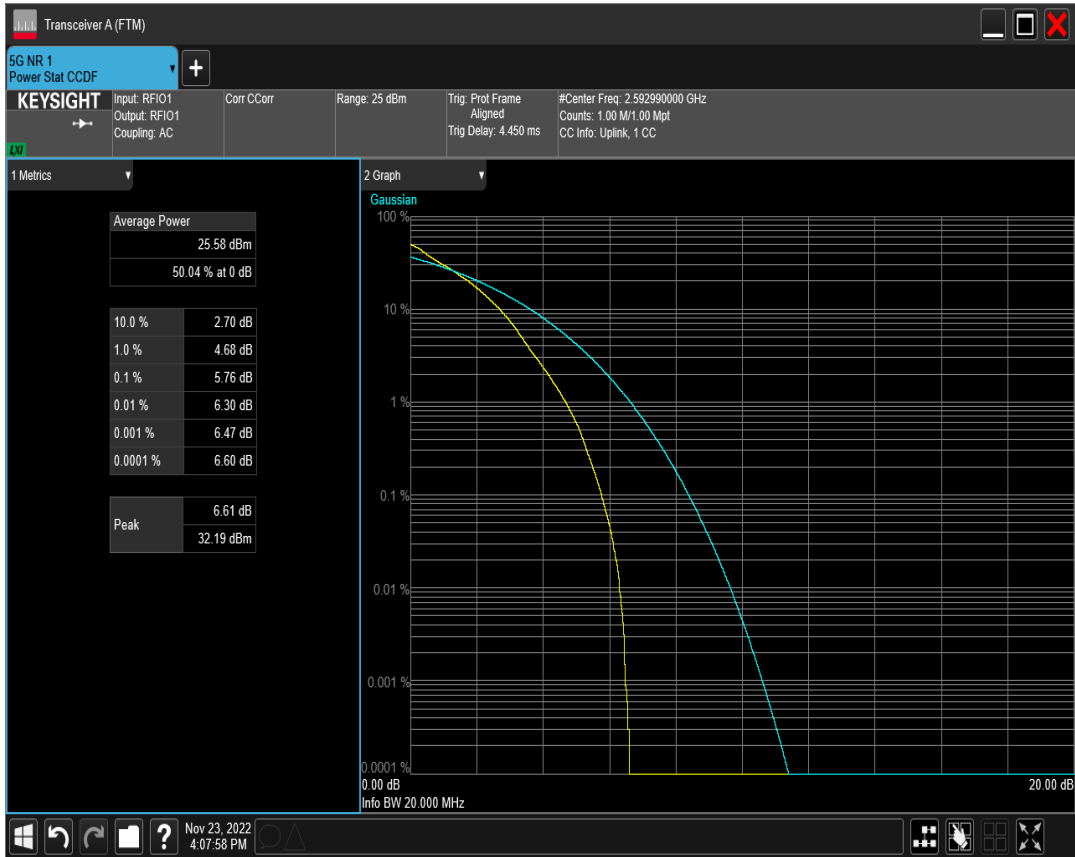 Transceiver A (FTM)
5G NR 1
Power Stat CCDF
+
KEYSIGHT
LXI
Input: RFIO1
Output: RFIO1
Coupling: AC
Corr CCorr
Range: 25 dBm
Trig: Prot Frame
Aligned
Trig Delay: 4.450 ms
#Center Freq: 2.592990000 GHz
Counts: 1.00 M/1.00 Mpt
CC Info: Uplink, 1 CC
1 Metrics
Average Power
25.58 dBm
50.04 % at 0 dB
10.0 % 2.70 dB
1.0 % 4.68 dB
0.1 % 5.76 dB
0.01 % 6.30 dB
0.001 % 6.47 dB
0.0001 % 6.60 dB
Peak 6.61 dB
32.19 dBm
2 Graph
Gaussian
100 %
10 %
1 %
0.1 %
0.01 %
0.001 %
0.0001 %
0.00 dB 20.00 dB
Info BW 20.000 MHz
?
Nov 23, 2022
4:07:58 PM